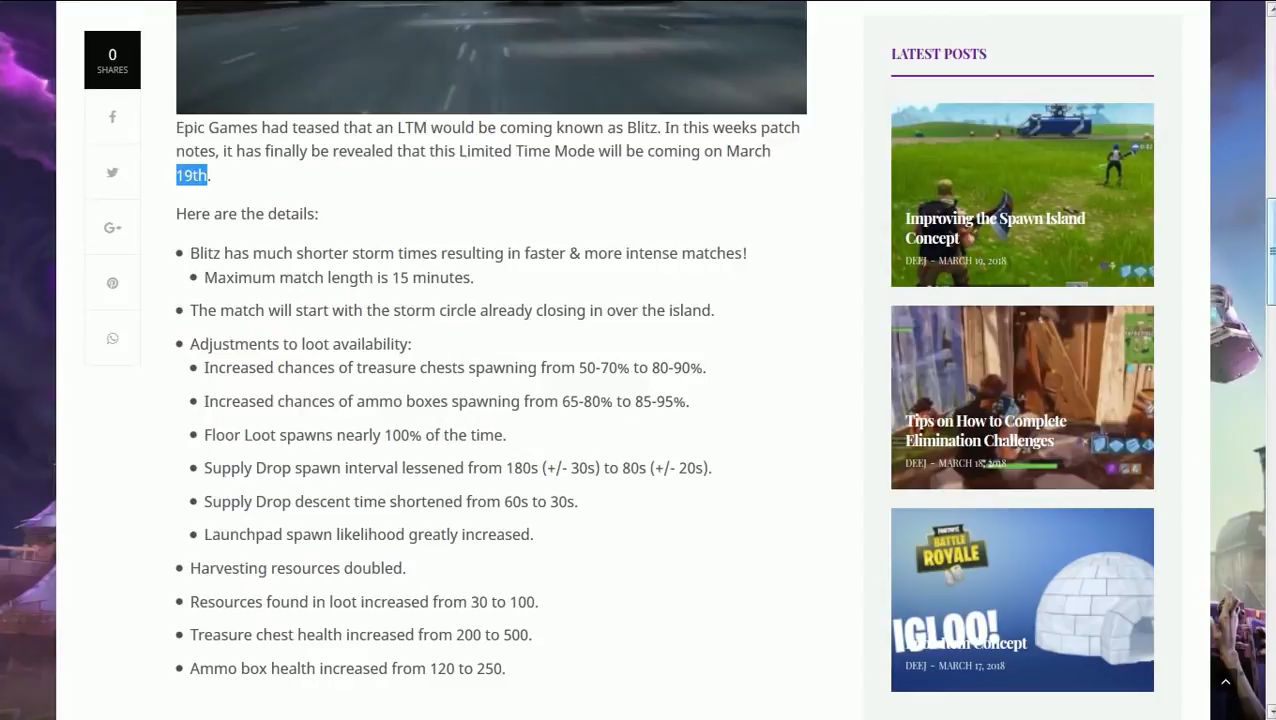 0
SHARES
Epic Games had teased that an LTM would be coming known as Blitz. In this weeks patch
notes, it has finally be revealed that this Limited Time Mode will be coming on March
19th.
Here are the details:
Blitz has much shorter storm times resulting in faster & more intense matches!
Maximum match length is 15 minutes.
The match will start with the storm circle already closing in over the island.
Adjustments to loot availability:
Increased chances of treasure chests spawning from 50-70% to 80-90%.
Increased chances of ammo boxes spawning from 65-80% to 85-95%.
Floor Loot spawns nearly 100% of the time.
Supply Drop spawn interval lessened from 180s (+/- 30s) to 80s (+/- 20s).
Supply Drop descent time shortened from 60s to 30s.
Launchpad spawn likelihood greatly increased.
Harvesting resources doubled.
Resources found in loot increased from 30 to 100.
Treasure chest health increased from 200 to 500.
Ammo box health increased from 120 to 250.
LATEST POSTS
Improving the Spawn Island
Concept
DEEJ - MARCH 19, 2018
Tips on How to Complete
Elimination Challenges
DEEJ - MARCH 18, 2018
FORTNITE
BATTLE
ROYALE
IGLOO!
Concept
DEEJ - MARCH 17, 2018